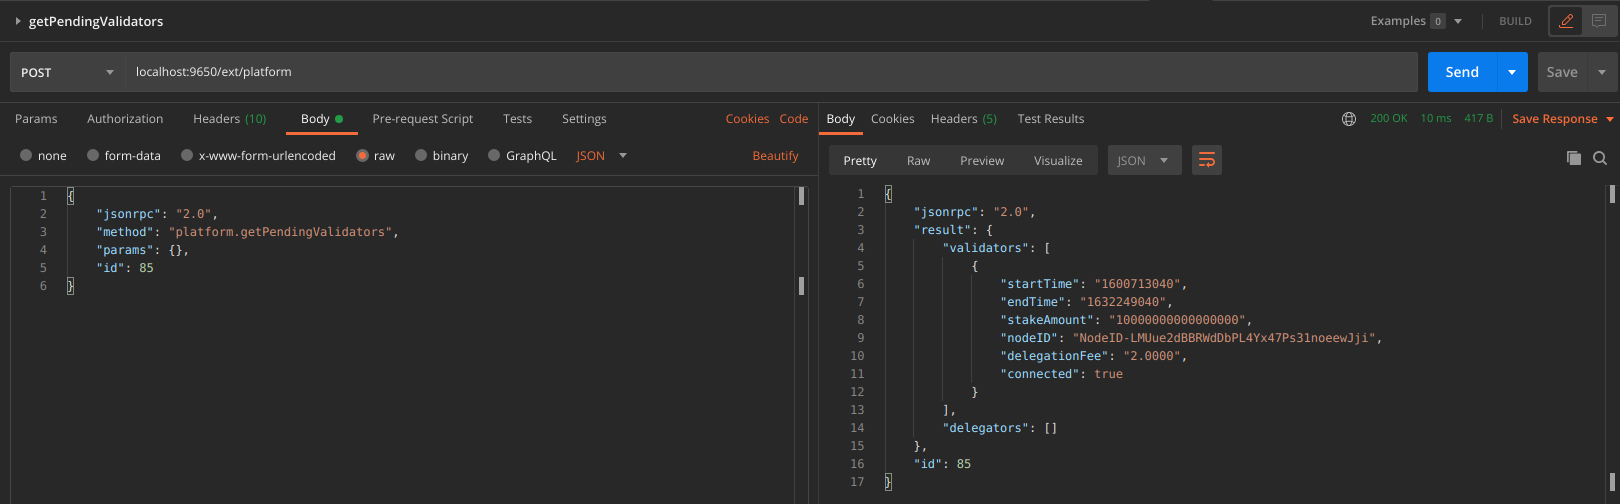 getPendingValidators
Examples 0 BUILD
POST localhost:9650/ext/platform Send Save
Params Authorization Headers (10) Body Pre-request Script Tests Settings Cookies Code
none form-data x-www-form-urlencoded raw binary GraphQL JSON Beautify
1 {
2 "jsonrpc": "2.0",
3 "method": "platform.getPendingValidators",
4 "params": {},
5 "id": 85
6 }
Body Cookies Headers (5) Test Results 200 OK 10 ms 417 B Save Response
Pretty Raw Preview Visualize JSON
1 {
2 "jsonrpc": "2.0",
3 "result": {
4 "validators": [
5 {
6 "startTime": "1600713040",
7 "endTime": "1632249040",
8 "stakeAmount": "10000000000000000",
9 "nodeID": "NodeID-LMUue2dBBRWdDbPL4Yx47Ps31noeewJji",
10 "delegationFee": "2.0000",
11 "connected": true
12 }
13 ],
14 "delegators": []
15 },
16 "id": 85
17 }